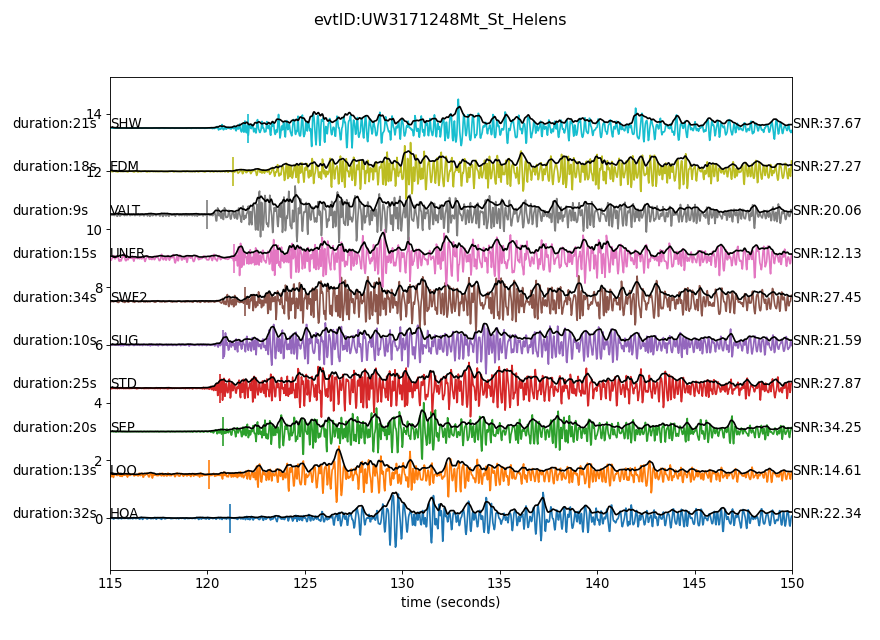 evtID:UW3171248Mt_St_Helens
14
duration:21s SHW SNR:37.67
duration:18s EDM SNR:27.27
12
duration:9s VALT SNR:20.06
10
duration:15s JUNEB SNR:12.13
8
duration:34s SWF2 SNR:27.45
duration:10s SUG SNR:21.59
6
duration:25s STD SNR:27.87
4
duration:20s SEP SNR:34.25
2
duration:13s LOO SNR:14.61
duration:32s HOA SNR:22.34
0
115 120 125 130 135 140 145 150
time (seconds)